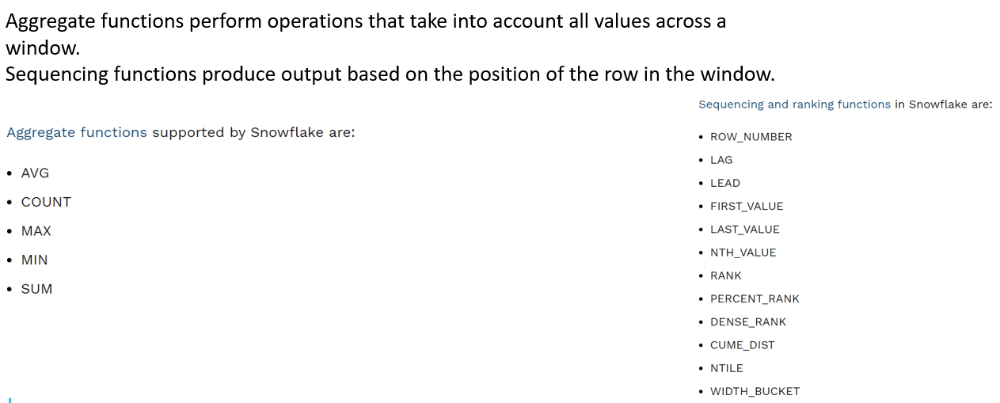 Aggregate functions perform operations that take into account all values across a
window.
Sequencing functions produce output based on the position of the row in the window.
Aggregate functions supported by Snowflake are:
• AVG
• COUNT
• MAX
• MIN
• SUM
Sequencing and ranking functions in Snowflake are:
• ROW_NUMBER
• LAG
• LEAD
• FIRST_VALUE
• LAST_VALUE
• NTH_VALUE
• RANK
• PERCENT_RANK
• DENSE_RANK
• CUME_DIST
• NTILE
• WIDTH_BUCKET